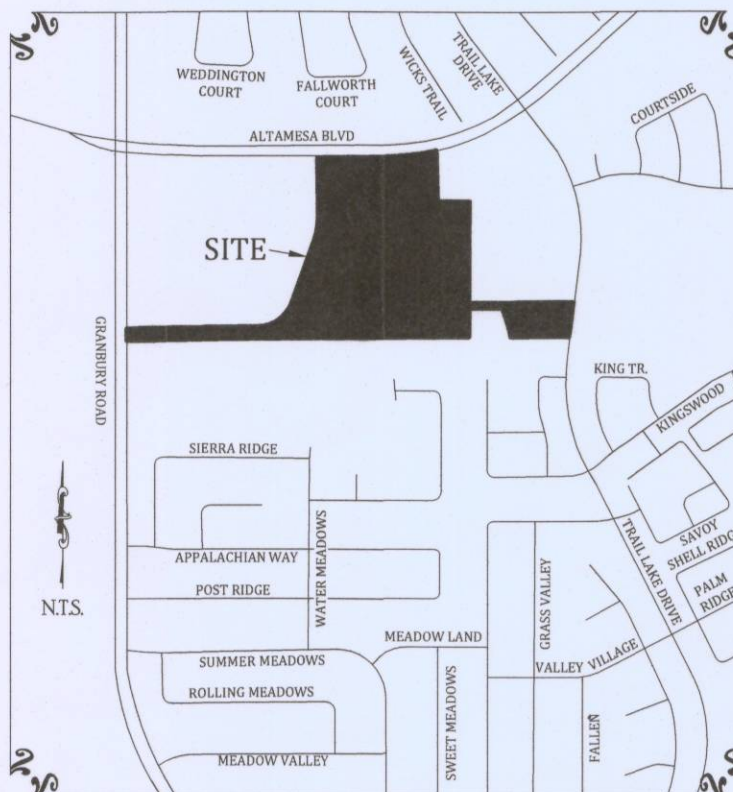 WEDDINGTON
COURT
FALLWORTH
COURT
WICKS TRAIL
TRAIL LAKE
DRIVE
COURTSIDE
ALTAMESA BLVD
SITE
GRANBURY ROAD
KING TR.
KINGSWOOD
SIERRA RIDGE
WATER MEADOWS
APPALACHIAN WAY
POST RIDGE
N.T.S.
GRASS VALLEY
TRAIL LAKE DRIVE
SAVOY
SHELL RIDG
PALM
RIDGE
MEADOW LAND
SUMMER MEADOWS
VALLEY VILLAGE
ROLLING MEADOWS
SWEET MEADOWS
FALLEN
MEADOW VALLEY